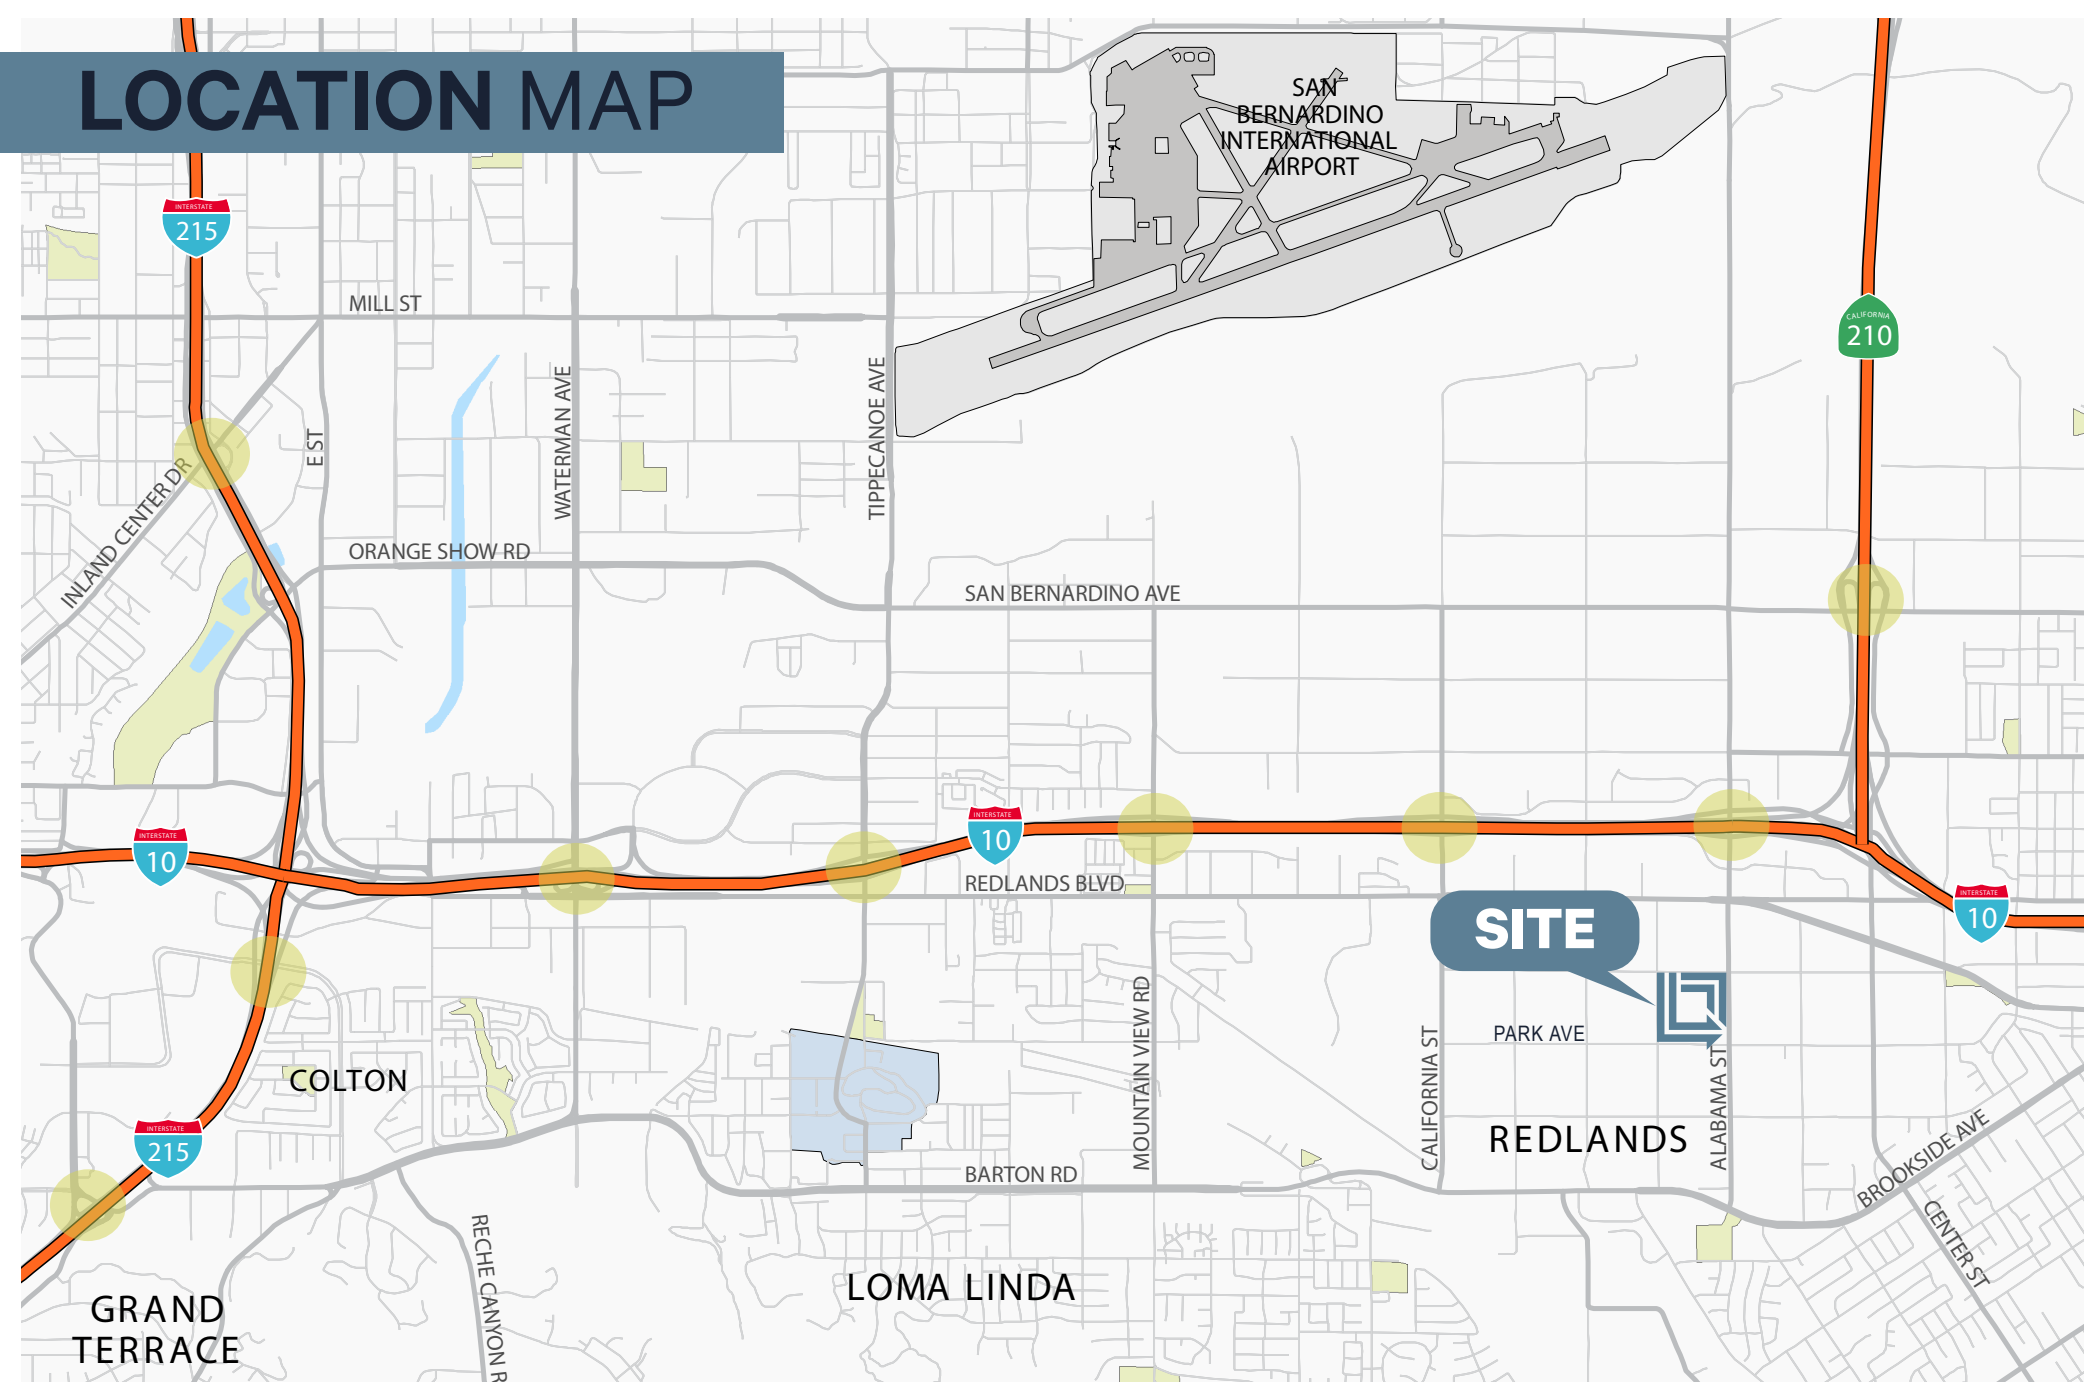 LOCATION MAP
SAN
BERNARDINO
INTERNATIONAL
AIRPORT
INTERSTATE
215
MILL ST
CALIFORNIA
210
WATERMAN AVE
TIPPECANOE AVE
E ST
INLAND CENTER DR
ORANGE SHOW RD
SAN BERNARDINO AVE
INTERSTATE
10
INTERSTATE
10
REDLANDS BLVD
INTERSTATE
10
SITE
MOUNTAIN VIEW RD
CALIFORNIA ST
PARK AVE
ALABAMA ST
COLTON
INTERSTATE
215
REDLANDS
BROOKSIDE AVE
BARTON RD
CENTER ST
RECHE CANYON R
LOMA LINDA
GRAND
TERRACE